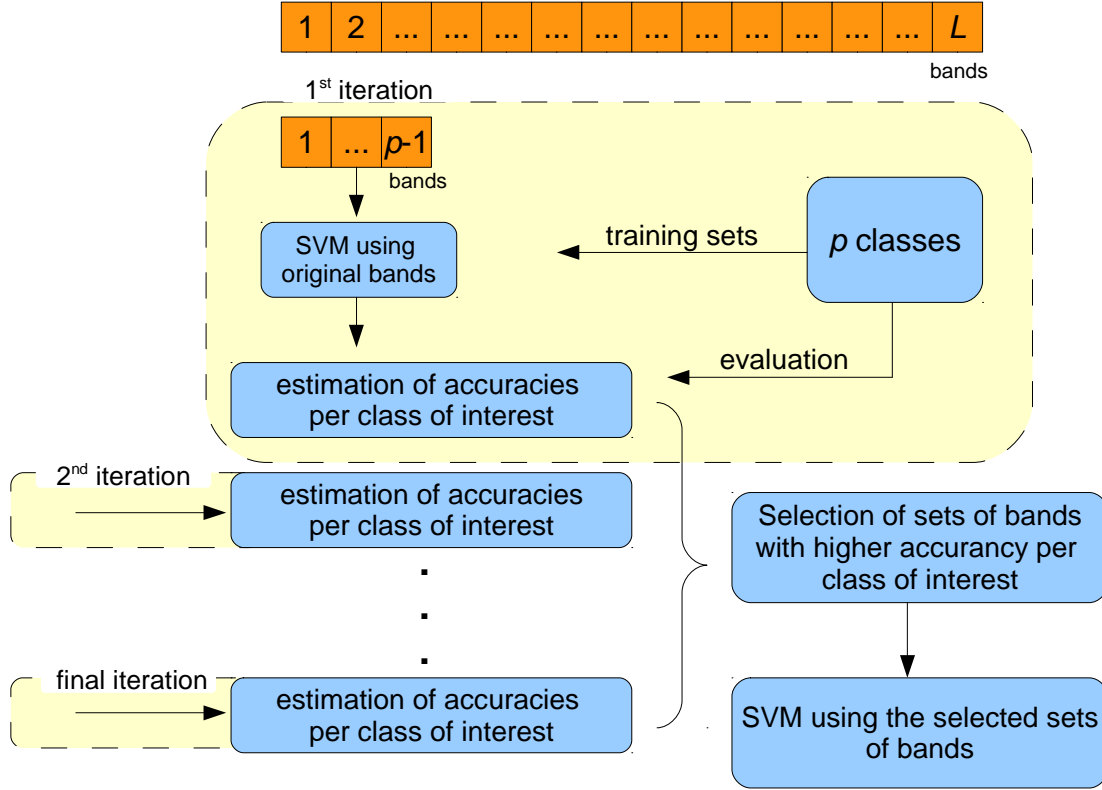 1 2 ... ... ... ... ... ... ... ... ... ... ... L
bands
1st iteration
1 ... p-1
bands
SVM using
original bands
training sets
p classes
evaluation
estimation of accuracies
per class of interest
2nd iteration
estimation of accuracies
per class of interest
.
.
.
final iteration
estimation of accuracies
per class of interest
Selection of sets of bands
with higher accurancy per
class of interest
SVM using the selected sets
of bands